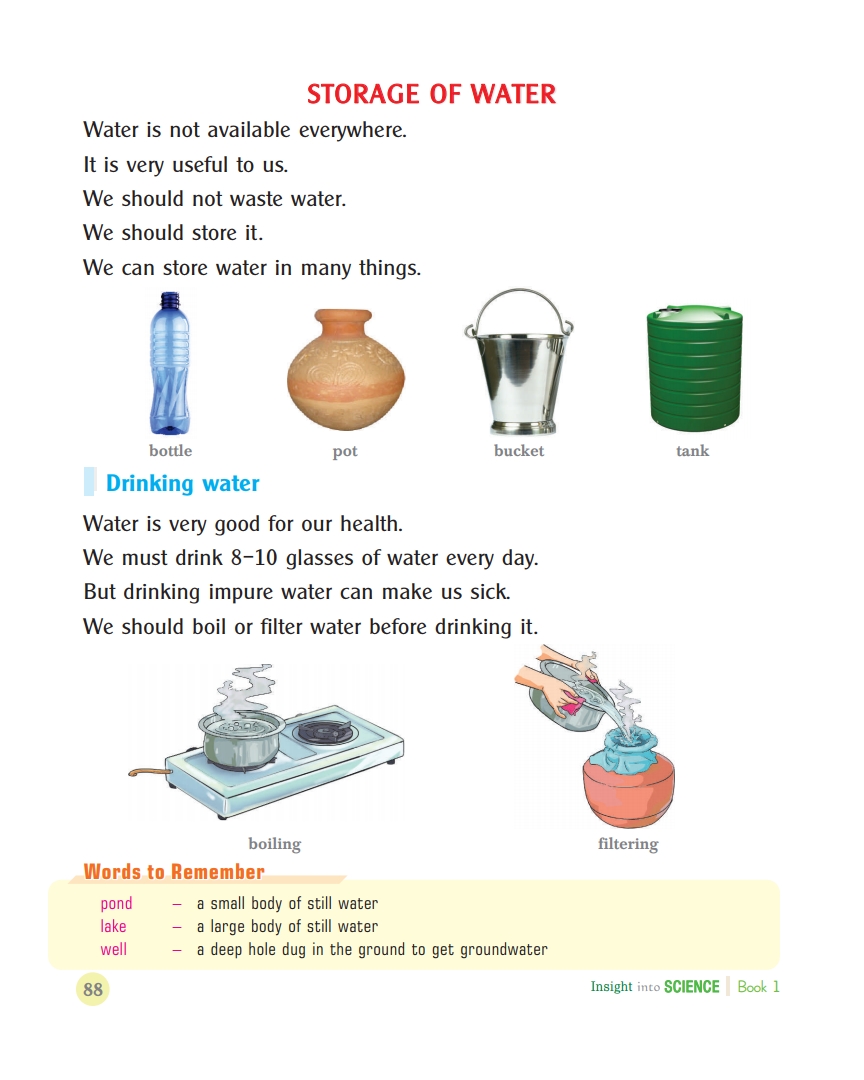 STORAGE OF WATER
Water is not available everywhere.
It is very useful to us.
We should not waste water.
We should store it.
We can store water in many things.
bottle pot bucket tank
Drinking water
Water is very good for our health.
We must drink 8–10 glasses of water every day.
But drinking impure water can make us sick.
We should boil or filter water before drinking it.
boiling filtering
Words to Remember
pond – a small body of still water
lake – a large body of still water
well – a deep hole dug in the ground to get groundwater
88 Insight into SCIENCE Book 1